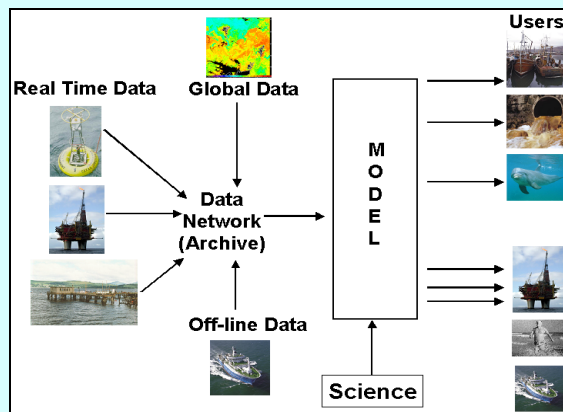 Users
Real Time Data
Global Data
Data
Network
(Archive)
M
O
D
E
L
Off-line Data
Science